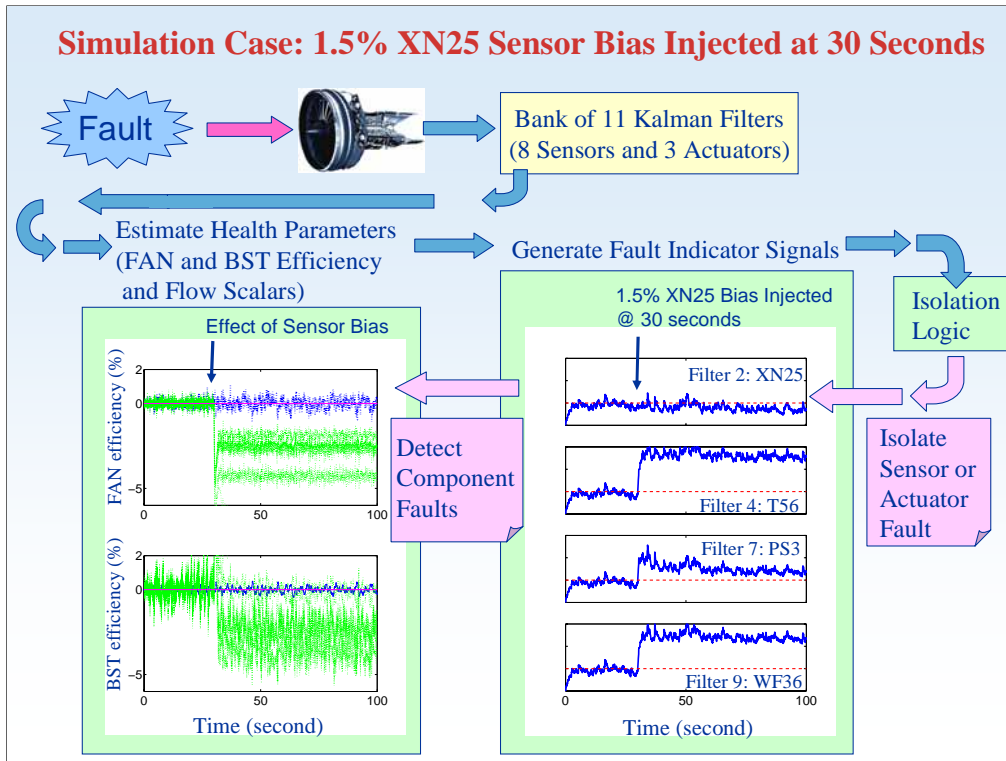 Simulation Case: 1.5% XN25 Sensor Bias Injected at 30 Seconds
Fault
Bank of 11 Kalman Filters
(8 Sensors and 3 Actuators)
Estimate Health Parameters
(FAN and BST Efficiency
and Flow Scalars)
Generate Fault Indicator Signals
Isolation
Logic
Effect of Sensor Bias
FAN efficiency (%)
2
0
−5
0
50
100
BST efficiency (%)
2
0
−5
0
50
100
Time (second)
Detect
Component
Faults
1.5% XN25 Bias Injected
@ 30 seconds
Filter 2: XN25
0
50
100
Filter 4: T56
Filter 7: PS3
Filter 9: WF36
0
50
100
Time (second)
Isolate
Sensor or
Actuator
Fault